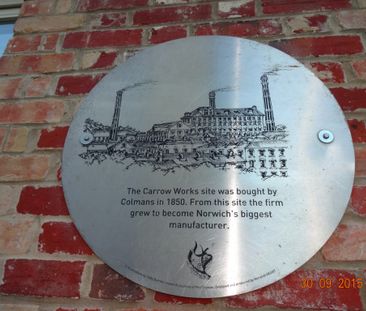 The Carrow Works site was bought by
Colmans in 1850. From this site the firm
grew to become Norwich's biggest
manufacturer.
30 09 2015